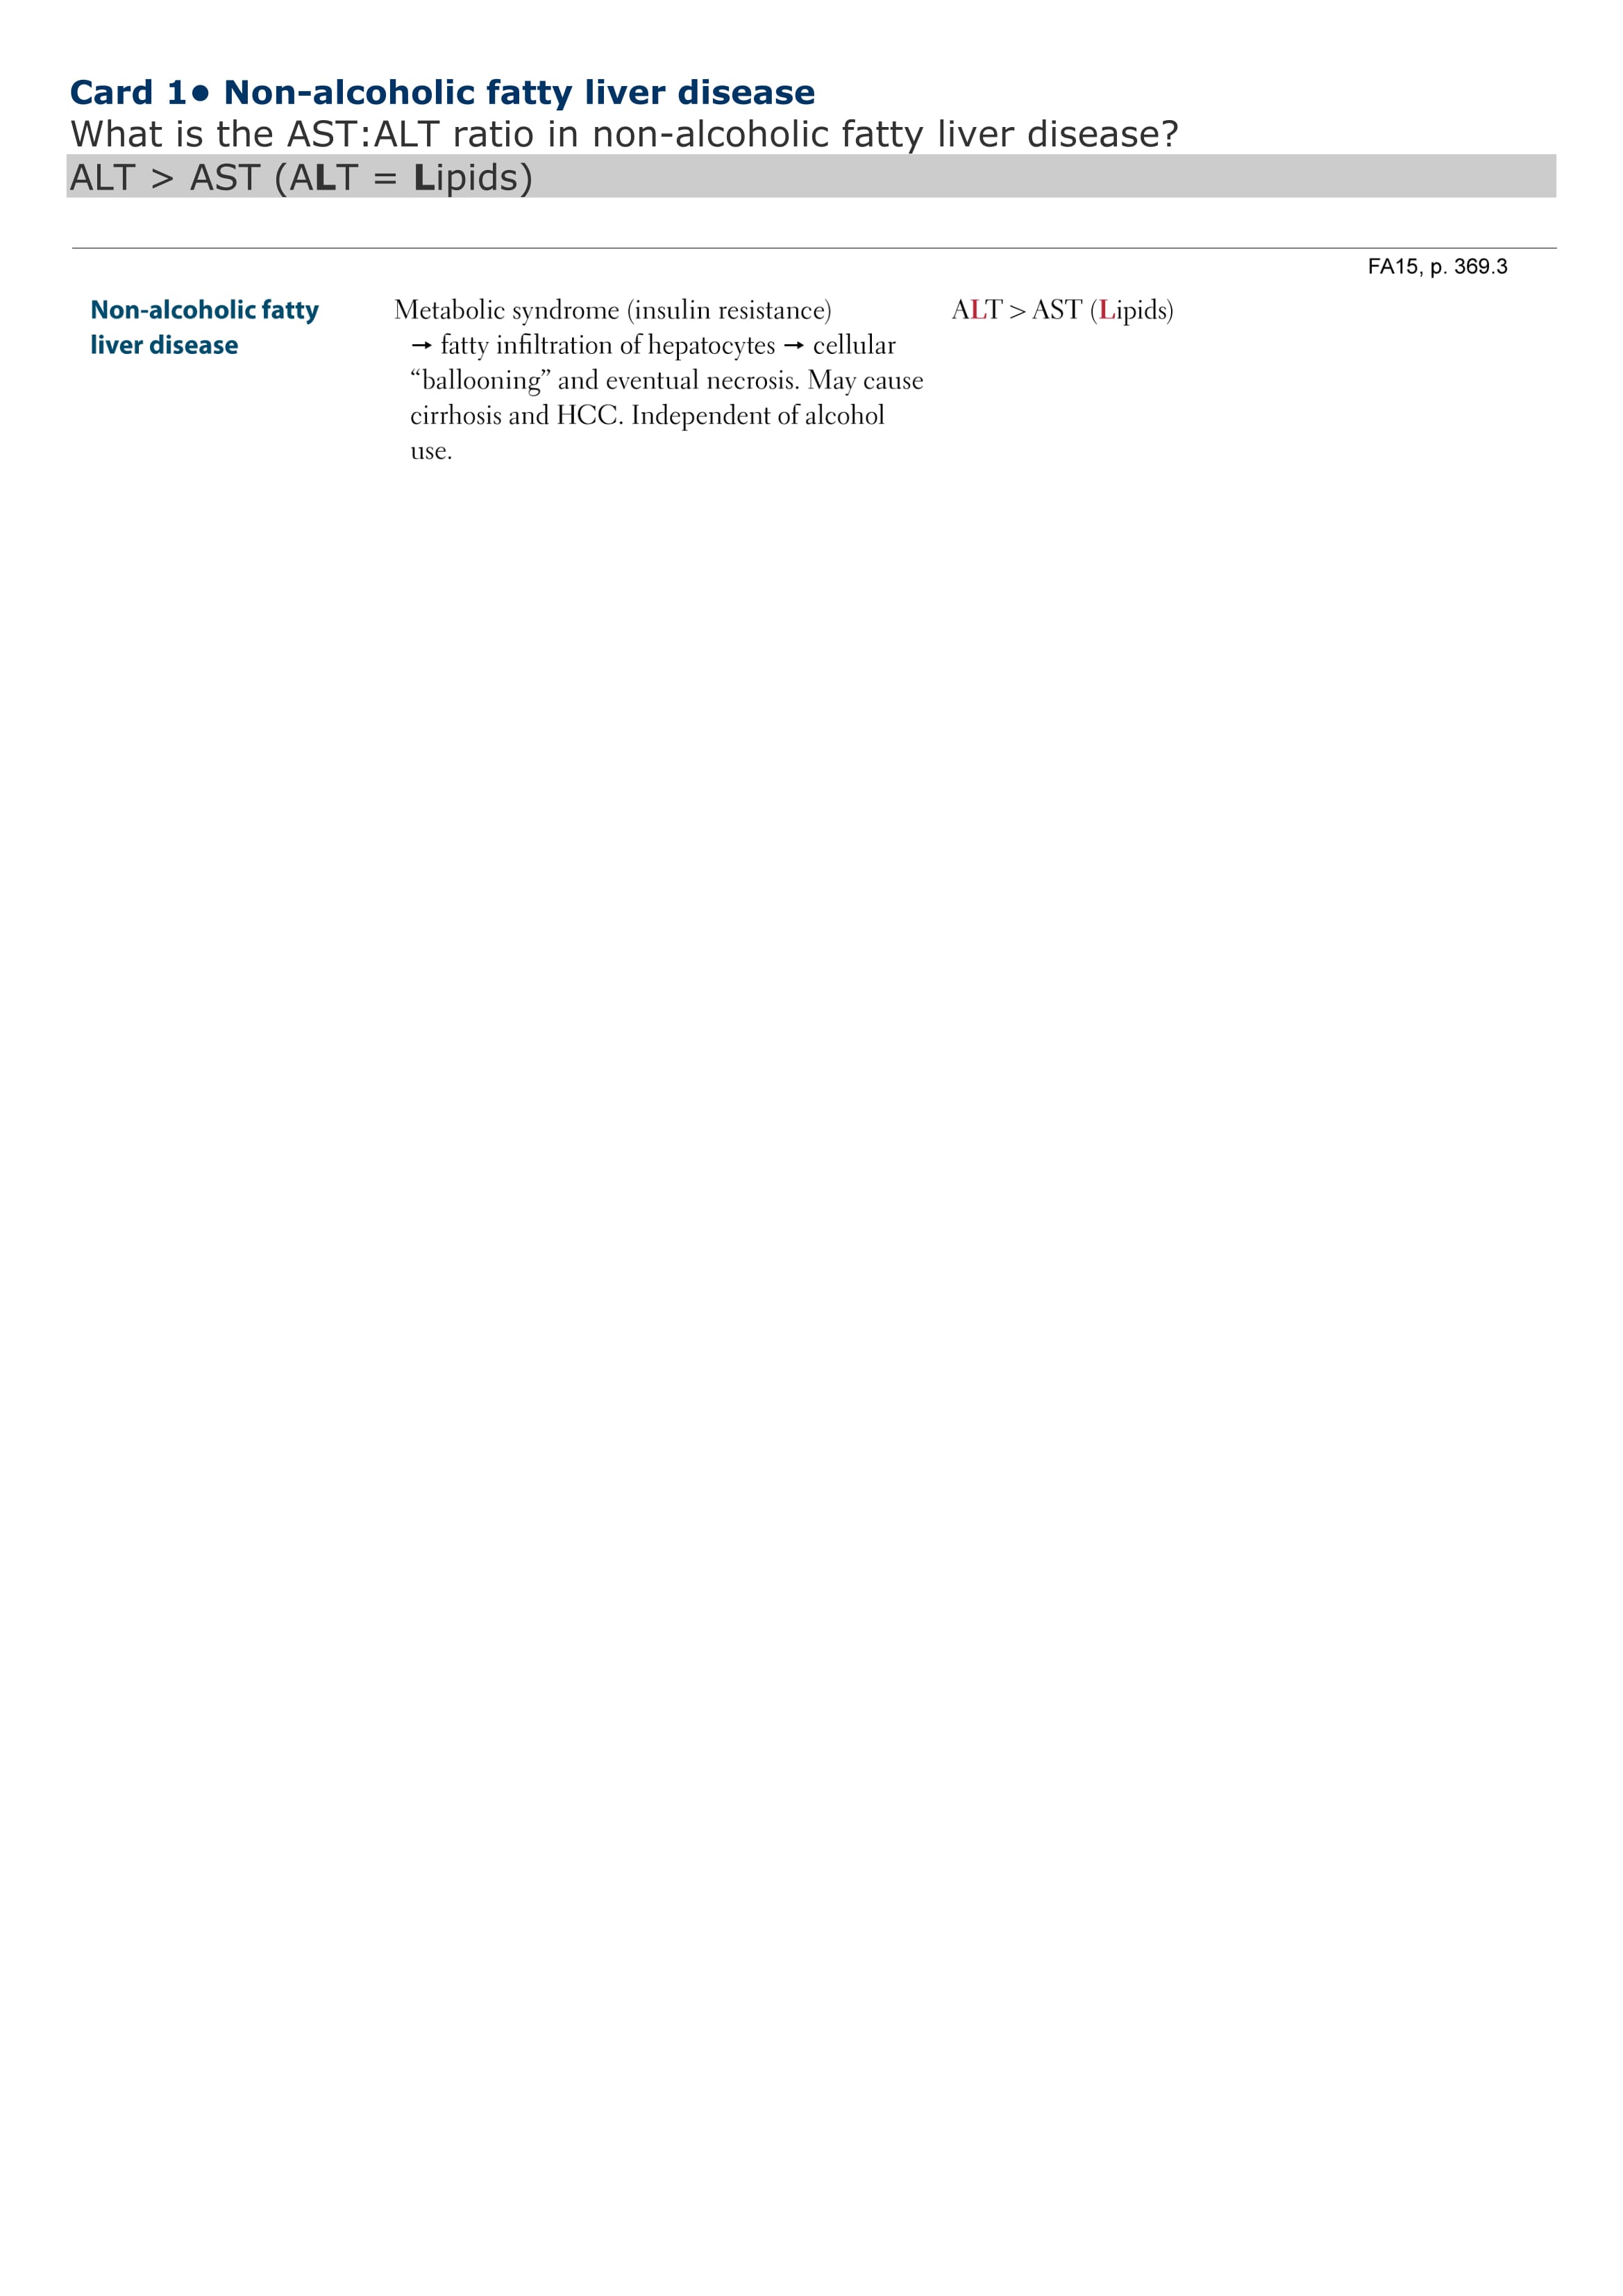 Card 1● Non-alcoholic fatty liver disease
What is the AST:ALT ratio in non-alcoholic fatty liver disease?
ALT > AST (ALT = Lipids)
FA15, p. 369.3
Non-alcoholic fatty
liver disease
Metabolic syndrome (insulin resistance)
→ fatty infiltration of hepatocytes → cellular
“ballooning” and eventual necrosis. May cause
cirrhosis and HCC. Independent of alcohol
use.
ALT > AST (Lipids)